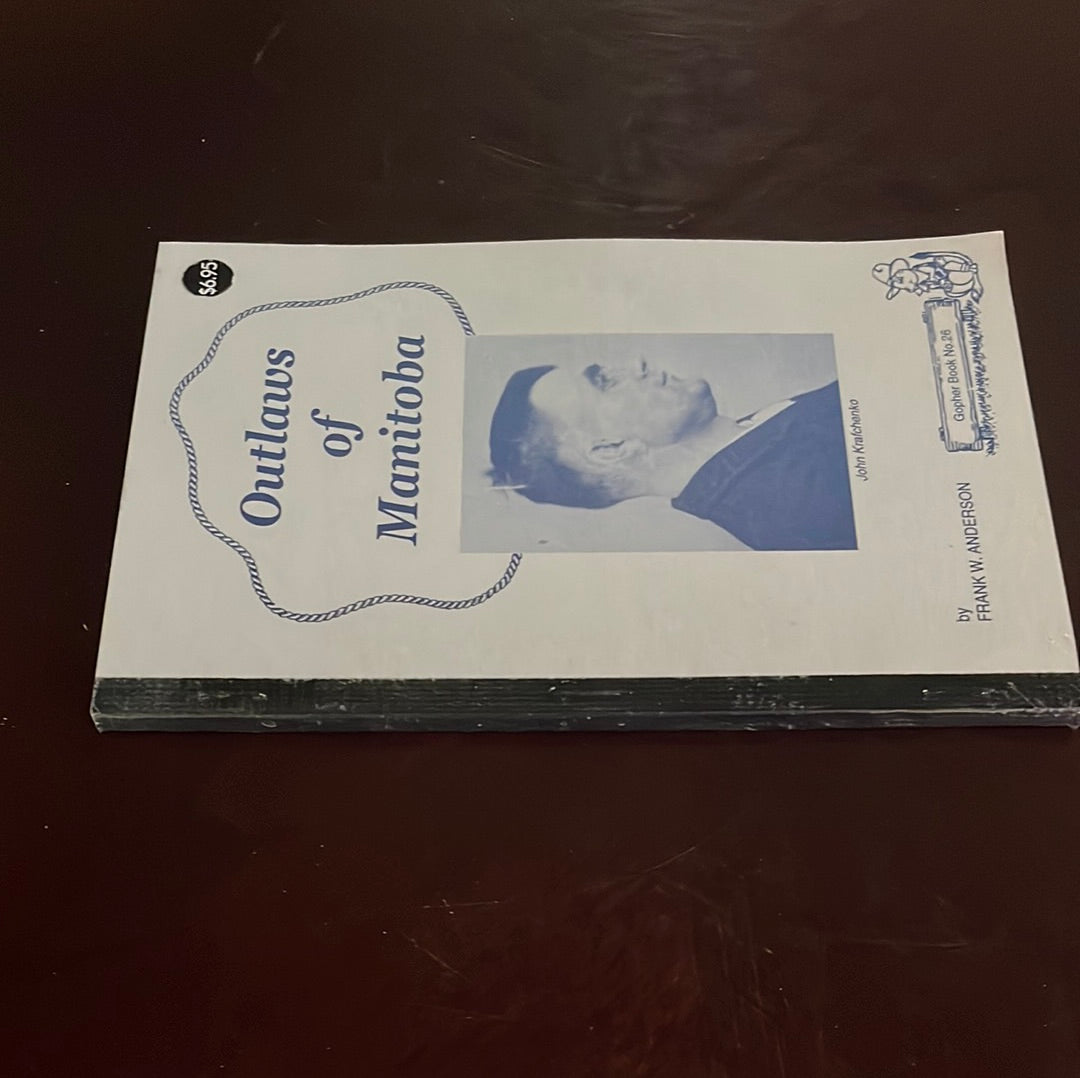 $6.95
Outlaws
of
Manitoba
John Krafchenko
by
FRANK W. ANDERSON
Gopher Book No.26